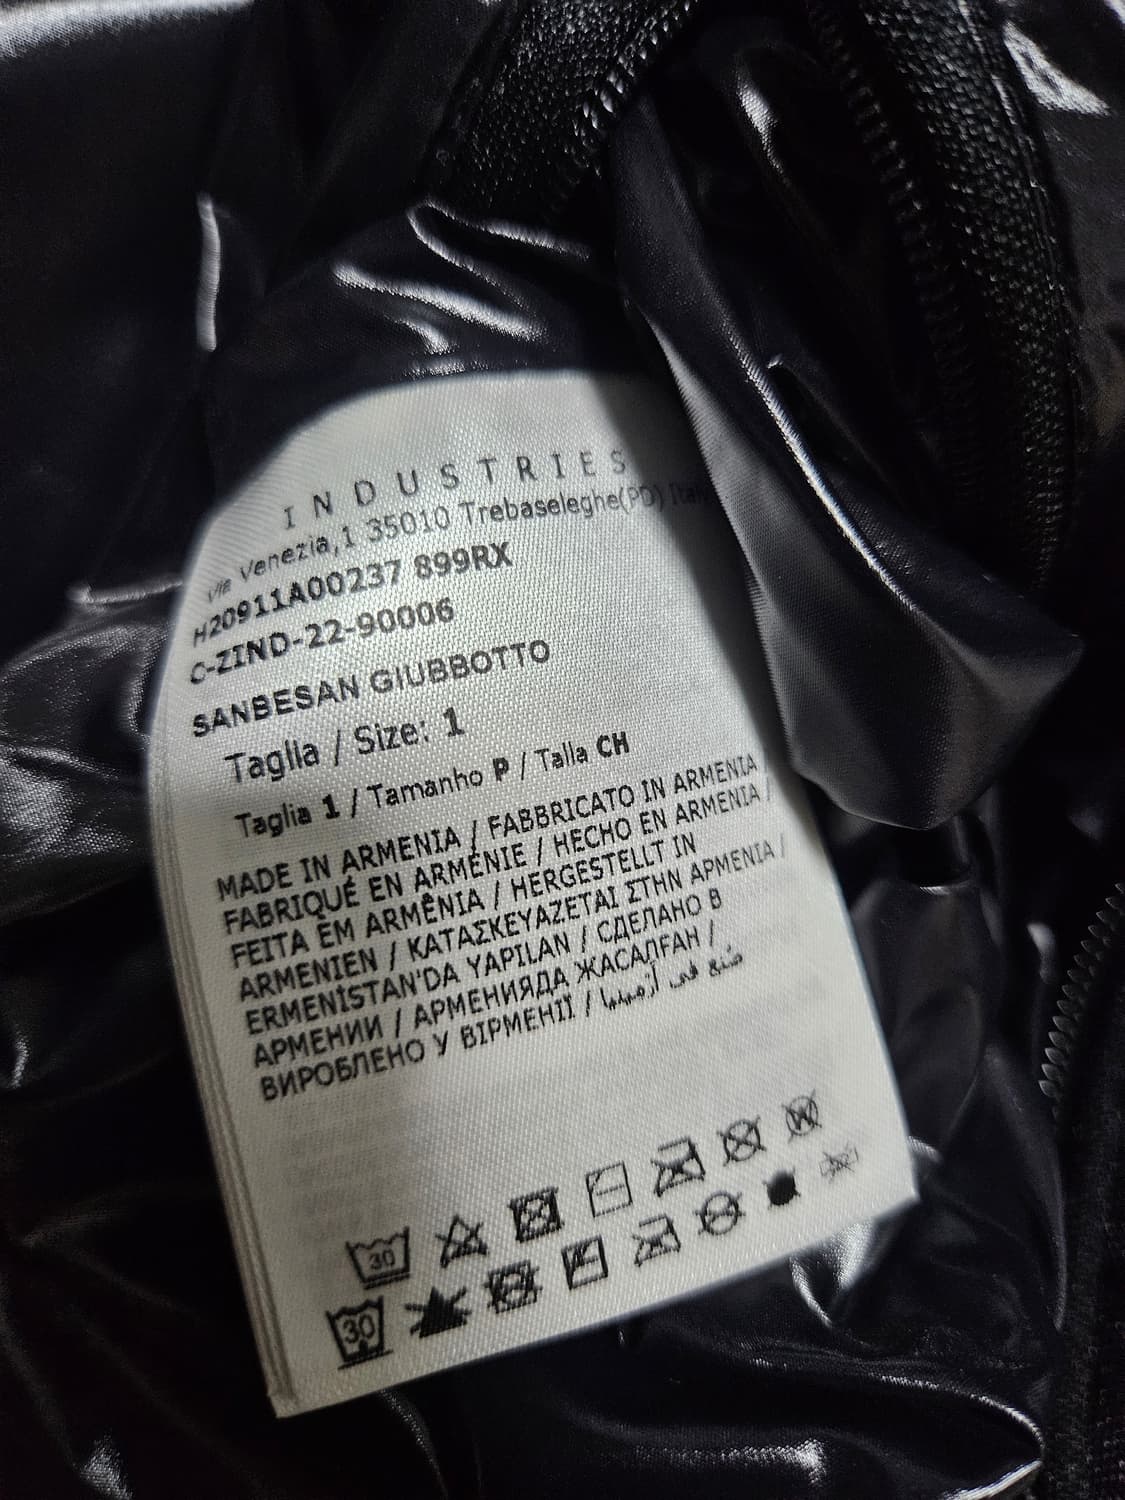 INDUSTRIES
Via Venezia,1 35010 Trebaseleghe(PD) Italy
H20911A00237 899RX
C-ZIND-22-90006
SANBESAN GIUBBOTTO
Taglia / Size: 1
Taglia 1 / Tamanho P / Talla CH
MADE IN ARMENIA / FABBRICATO IN ARMENIA
FABRIQUÉ EN ARMÉNIE / HECHO EN ARMENIA /
FEITA EM ARMÊNIA / HERGESTELLT IN
ARMENIEN / ΚΑΤΑΣΚΕΥΑΖΕΤΑΙ ΣΤΗΝ ΑΡΜΕΝΙΑ /
ERMENİSTAN'DA YAPILAN / СДЕЛАНО В
АРМЕНИИ / АРМЕНИЯДА ЖАСАЛҒАН /
ВИРОБЛЕНО У ВІРМЕНІЇ / صنع في أرمينيا
30 W
30